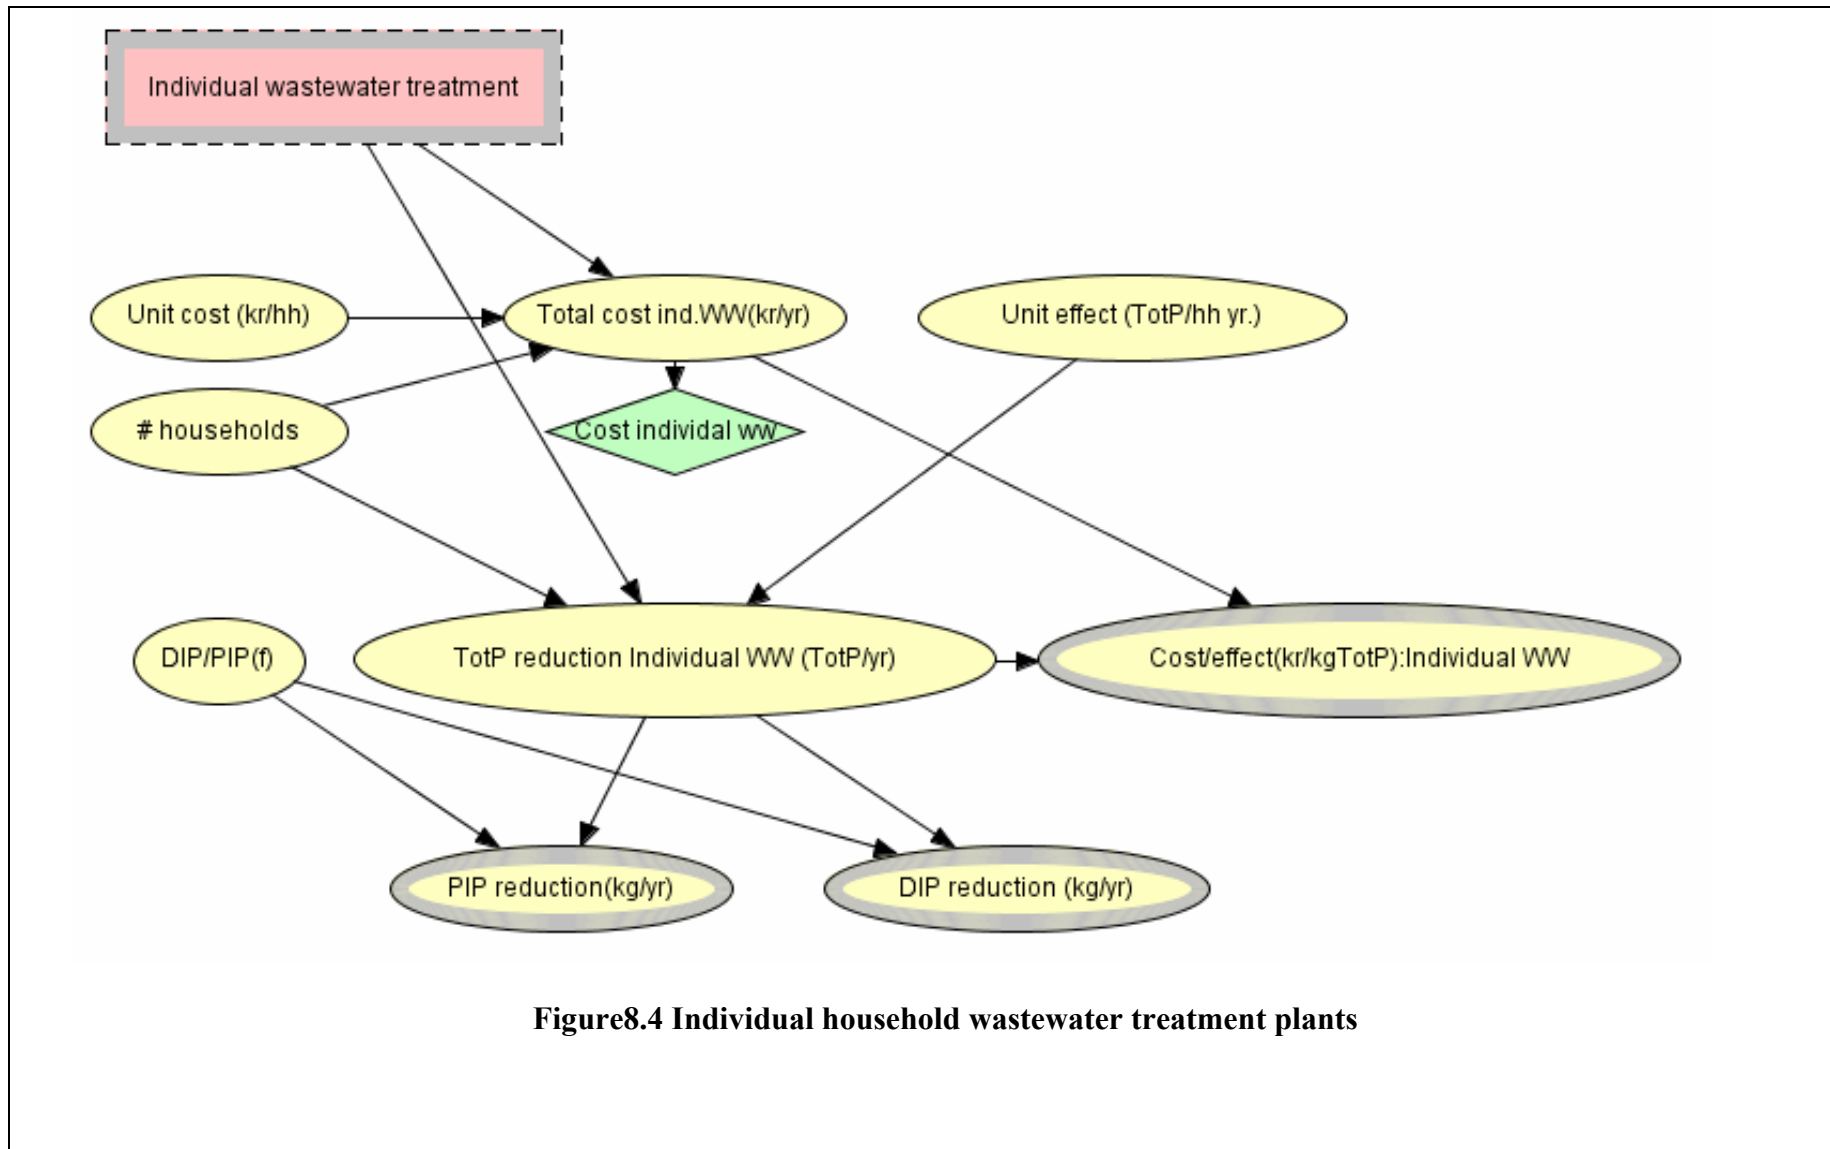 Individual wastewater treatment
Unit cost (kr/hh)
Total cost ind.WW(kr/yr)
Unit effect (TotP/hh yr.)
# households
Cost individal ww
DIP/PIP(f)
TotP reduction Individual WW (TotP/yr)
Cost/effect(kr/kgTotP):Individual WW
PIP reduction(kg/yr)
DIP reduction (kg/yr)
Figure8.4 Individual household wastewater treatment plants